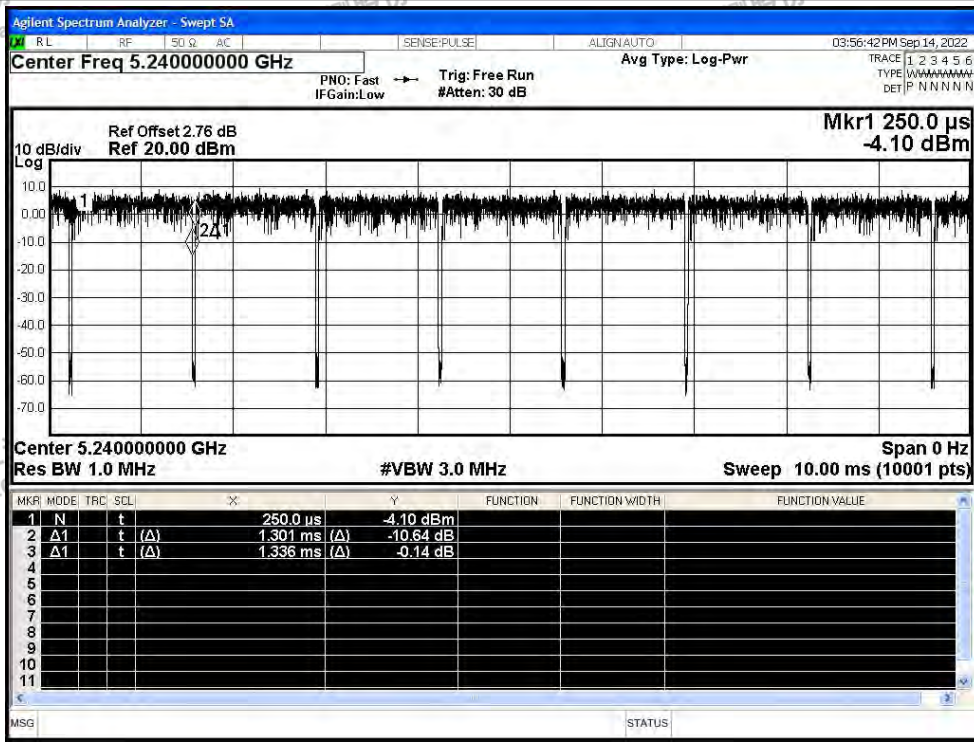 Agilent Spectrum Analyzer - Swept SA
RL RF 50 Ω AC SENSE:PULSE ALIGN AUTO 03:56:42 PM Sep 14, 2022
Center Freq 5.240000000 GHz
PNO: Fast
IFGain:Low
Trig: Free Run
#Atten: 30 dB
Avg Type: Log-Pwr
TRACE 1 2 3 4 5 6
TYPE WWWWWW
DET P N N N N N
Mkr1 250.0 µs
-4.10 dBm
Ref Offset 2.76 dB
10 dB/div Ref 20.00 dBm
Log
10.0
0.00
-10.0
-20.0
-30.0
-40.0
-50.0
-60.0
-70.0
1
2Δ1
Center 5.240000000 GHz Span 0 Hz
Res BW 1.0 MHz #VBW 3.0 MHz Sweep 10.00 ms (10001 pts)
MKR MODE TRC SCL X Y FUNCTION FUNCTION WIDTH FUNCTION VALUE
1 N t 250.0 µs -4.10 dBm
2 Δ1 t (Δ) 1.301 ms (Δ) -10.64 dB
3 Δ1 t (Δ) 1.336 ms (Δ) -0.14 dB
4
5
6
7
8
9
10
11
MSG STATUS